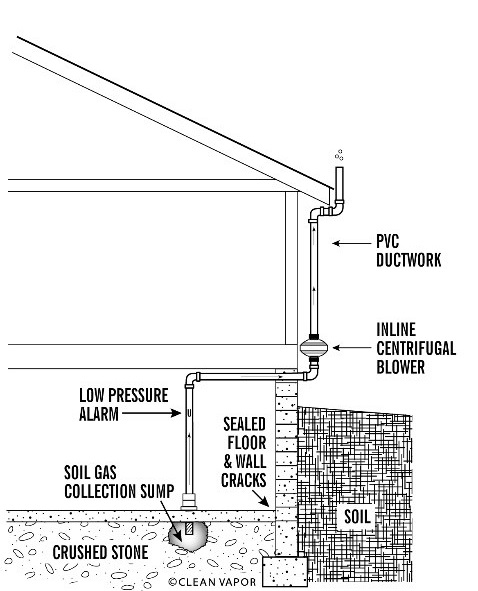 PVC
DUCTWORK
INLINE
CENTRIFUGAL
BLOWER
LOW PRESSURE
ALARM
SEALED
FLOOR
& WALL
CRACKS
SOIL GAS
COLLECTION SUMP
SOIL
CRUSHED STONE
©CLEAN VAPOR